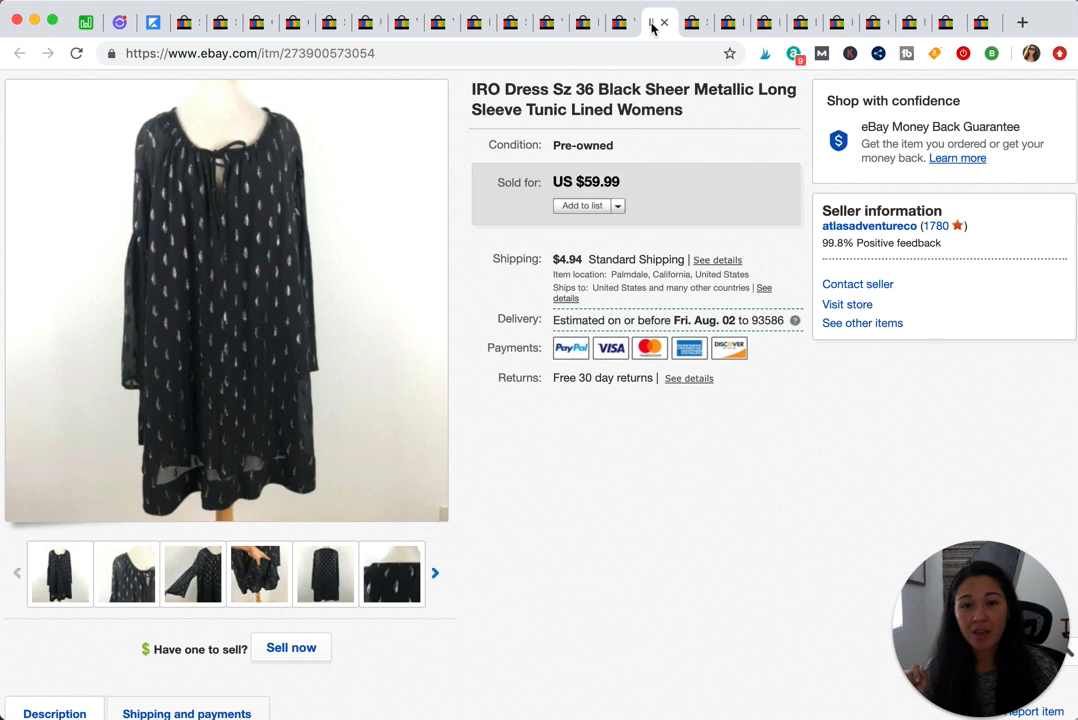 https://www.ebay.com/itm/273900573054
9
M
K
tb
B
IRO Dress Sz 36 Black Sheer Metallic Long
Sleeve Tunic Lined Womens
Condition: Pre-owned
Sold for: US $59.99
Add to list
Shipping: $4.94 Standard Shipping | See details
Item location: Palmdale, California, United States
Ships to: United States and many other countries | See
details
Delivery: Estimated on or before Fri. Aug. 02 to 93586 ?
Payments: PayPal VISA MasterCard AMERICAN EXPRESS DISCOVER
Returns: Free 30 day returns | See details
Shop with confidence
eBay Money Back Guarantee
Get the item you ordered or get your
money back. Learn more
Seller information
atlasadventureco (1780 ★)
99.8% Positive feedback
Contact seller
Visit store
See other items
$ Have one to sell? Sell now
Description
Shipping and payments
Report item